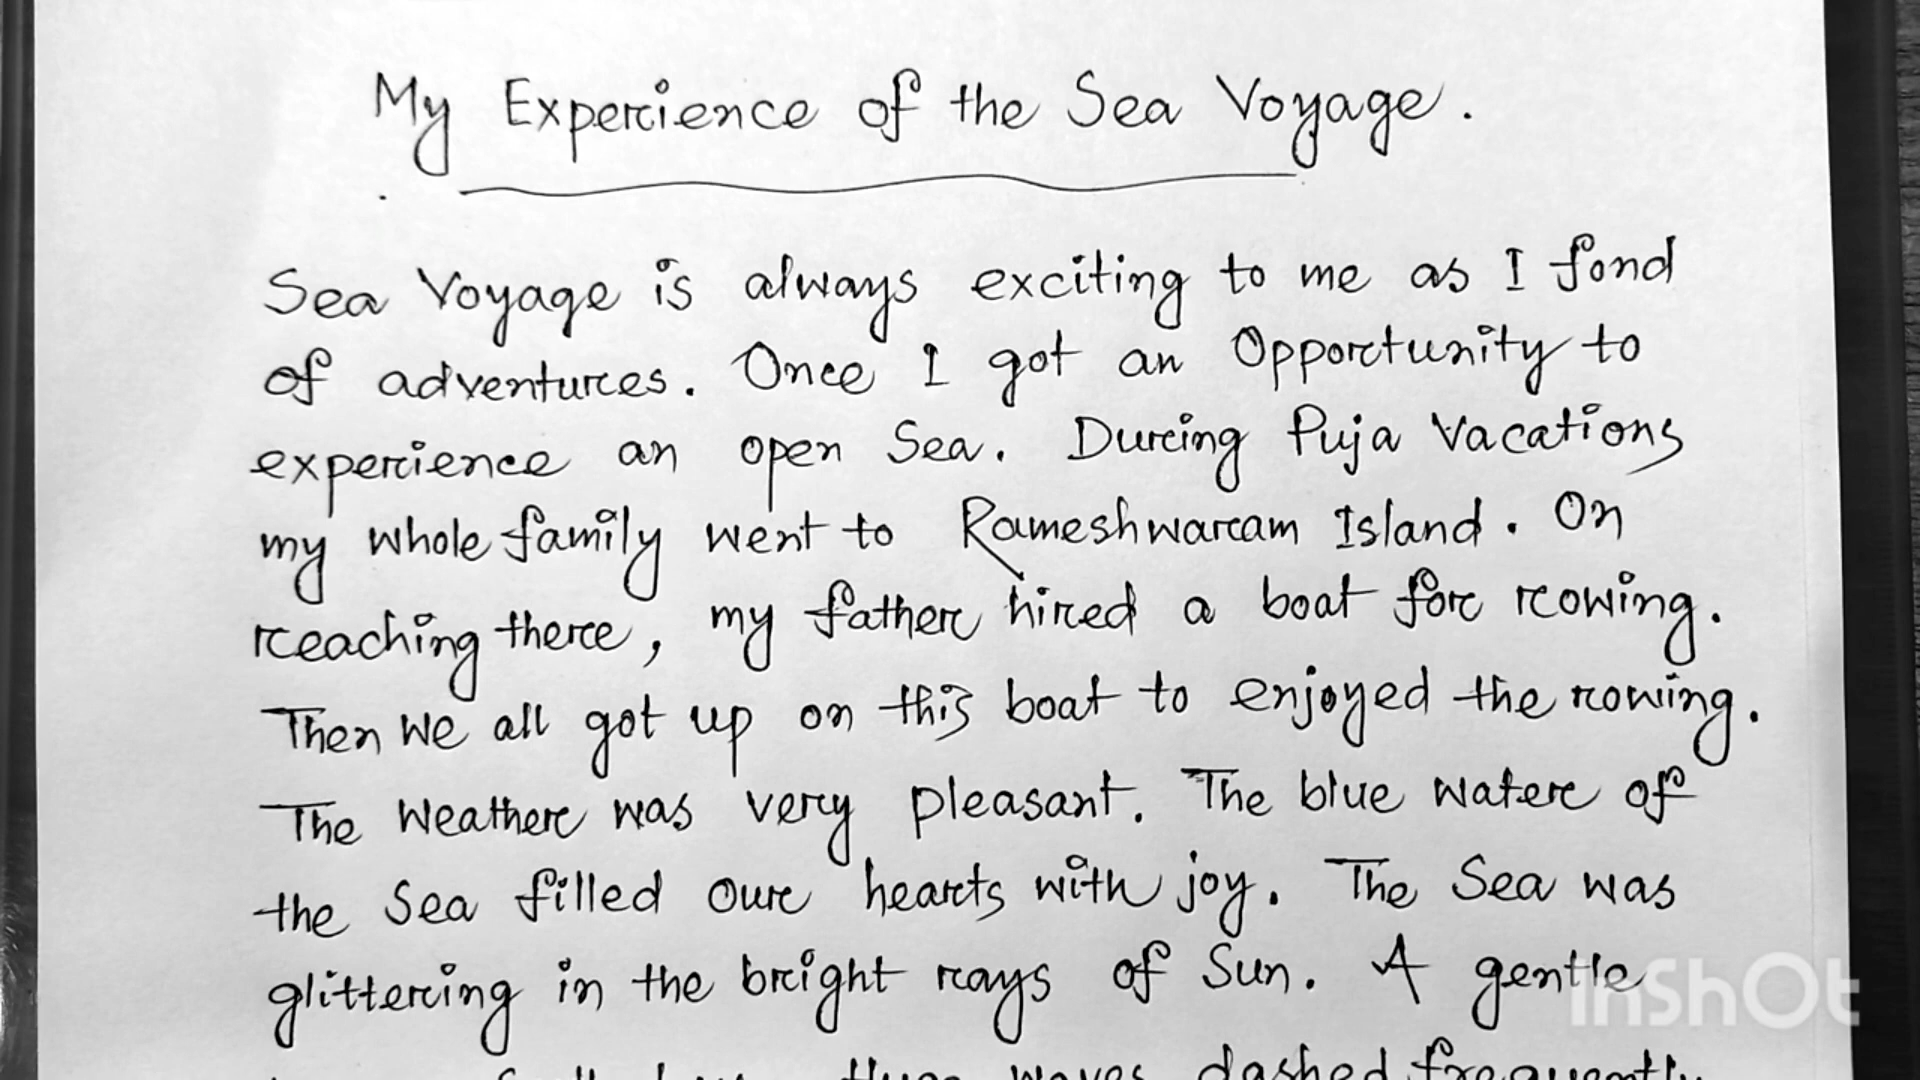 My Experience of the Sea Voyage.
Sea Voyage is always exciting to me as I fond
of adventures. Once I got an Opportunity to
experience an open Sea. During Puja Vacations
my whole family went to Rameshwaram Island. On
reaching there, my father hired a boat for rowing.
Then We all got up on this boat to enjoyed the rowing.
The Weather was very pleasant. The blue water of
the Sea filled our hearts with joy. The Sea was
glittering in the bright rays of Sun. A gentle
waves dashed frequently
InShOt